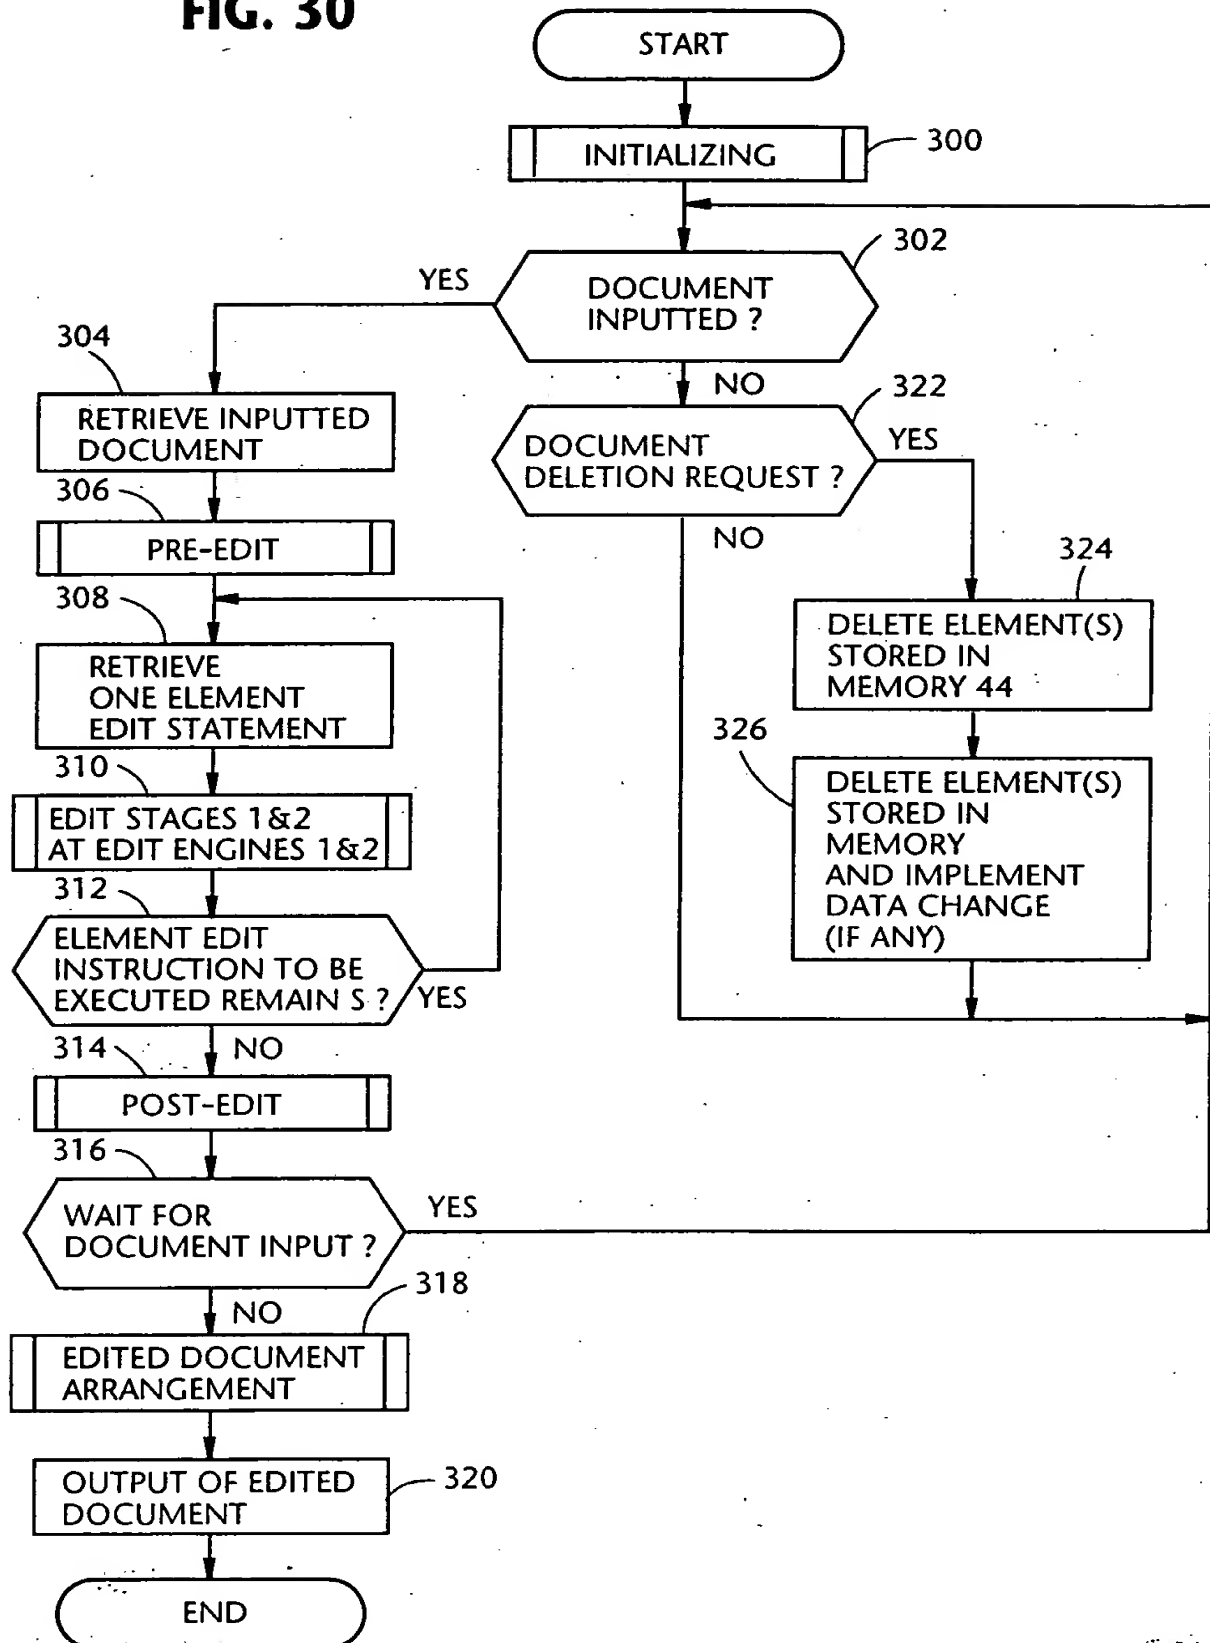 FIG. 30
START
INITIALIZING
300
302
DOCUMENT
INPUTTED ?
YES
NO
304
RETRIEVE INPUTTED
DOCUMENT
306
PRE-EDIT
308
RETRIEVE
ONE ELEMENT
EDIT STATEMENT
310
EDIT STAGES 1&2
AT EDIT ENGINES 1&2
312
ELEMENT EDIT
INSTRUCTION TO BE
EXECUTED REMAIN S ?
YES
NO
314
POST-EDIT
316
WAIT FOR
DOCUMENT INPUT ?
YES
NO
318
EDITED DOCUMENT
ARRANGEMENT
OUTPUT OF EDITED
DOCUMENT
320
END
322
DOCUMENT
DELETION REQUEST ?
YES
NO
324
DELETE ELEMENT(S)
STORED IN
MEMORY 44
326
DELETE ELEMENT(S)
STORED IN
MEMORY
AND IMPLEMENT
DATA CHANGE
(IF ANY)